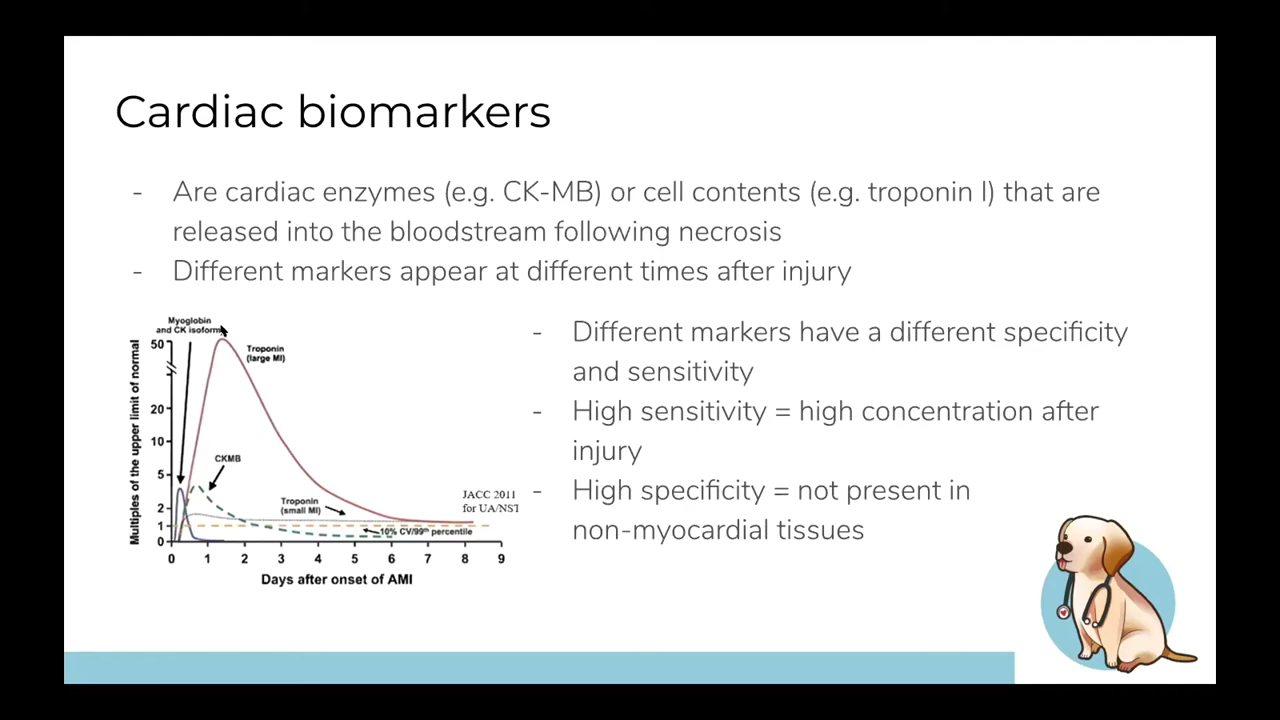 Cardiac biomarkers
- Are cardiac enzymes (e.g. CK-MB) or cell contents (e.g. troponin I) that are
released into the bloodstream following necrosis
- Different markers appear at different times after injury
- Different markers have a different specificity
and sensitivity
- High sensitivity = high concentration after
injury
- High specificity = not present in
non-myocardial tissues
Multiples of the upper limit of normal
50
20
10
5
2
1
0
Myoglobin
and CK isoform
Troponin
(large MI)
CKMB
Troponin
(small MI)
10% CV/99th percentile
JACC 2011
for UA/NST
0 1 2 3 4 5 6 7 8 9
Days after onset of AMI